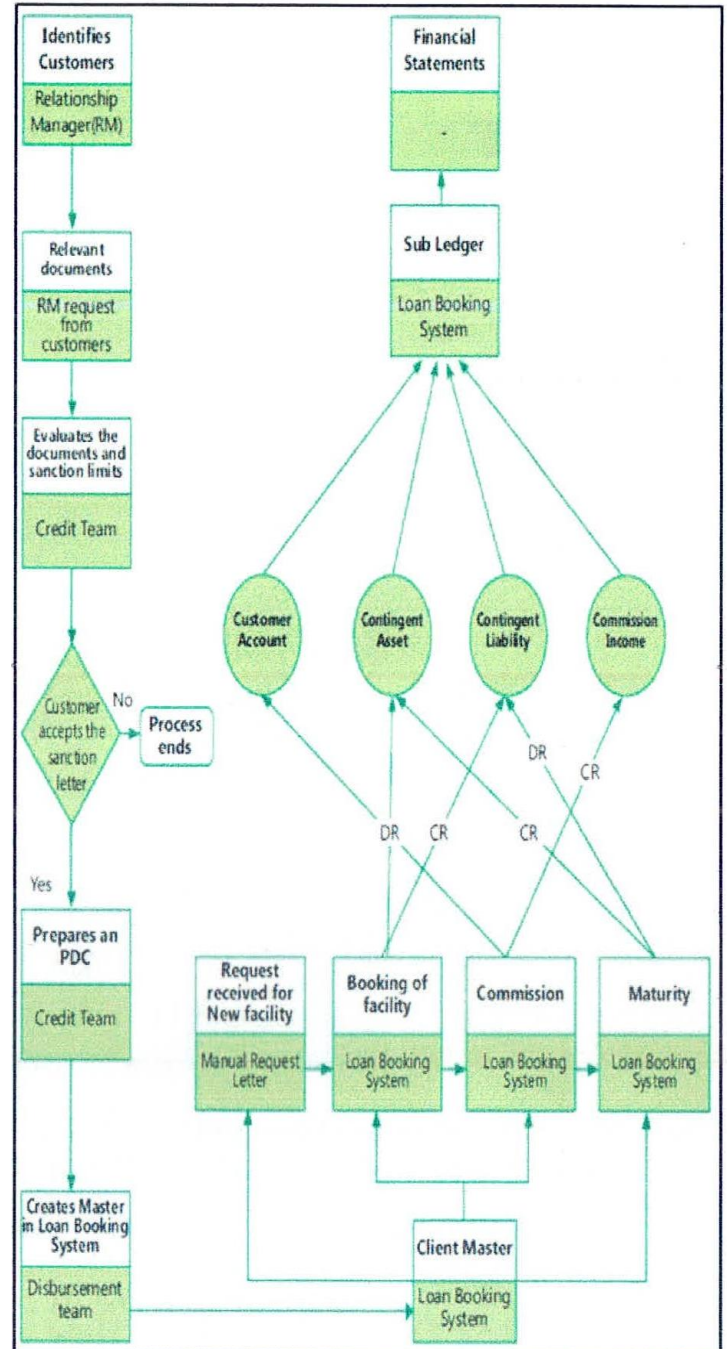 Identifies
Customers
Relationship
Manager(RM)
Relevant
documents
RM request
from
customers
Evaluates the
documents and
sanction limits
Credit Team
Customer
accepts the
sanction
letter
No
Process
ends
Yes
Prepares an
PDC
Credit Team
Creates Master
in Loan Booking
System
Disbursement
team
Financial
Statements
-
Sub Ledger
Loan Booking
System
Customer
Account
Contingent
Asset
Contingent
Liability
Commission
Income
DR
CR
CR
DR
CR
Request
received for
New facility
Manual Request
Letter
Booking of
facility
Loan Booking
System
Commission
Loan Booking
System
Maturity
Loan Booking
System
Client Master
Loan Booking
System